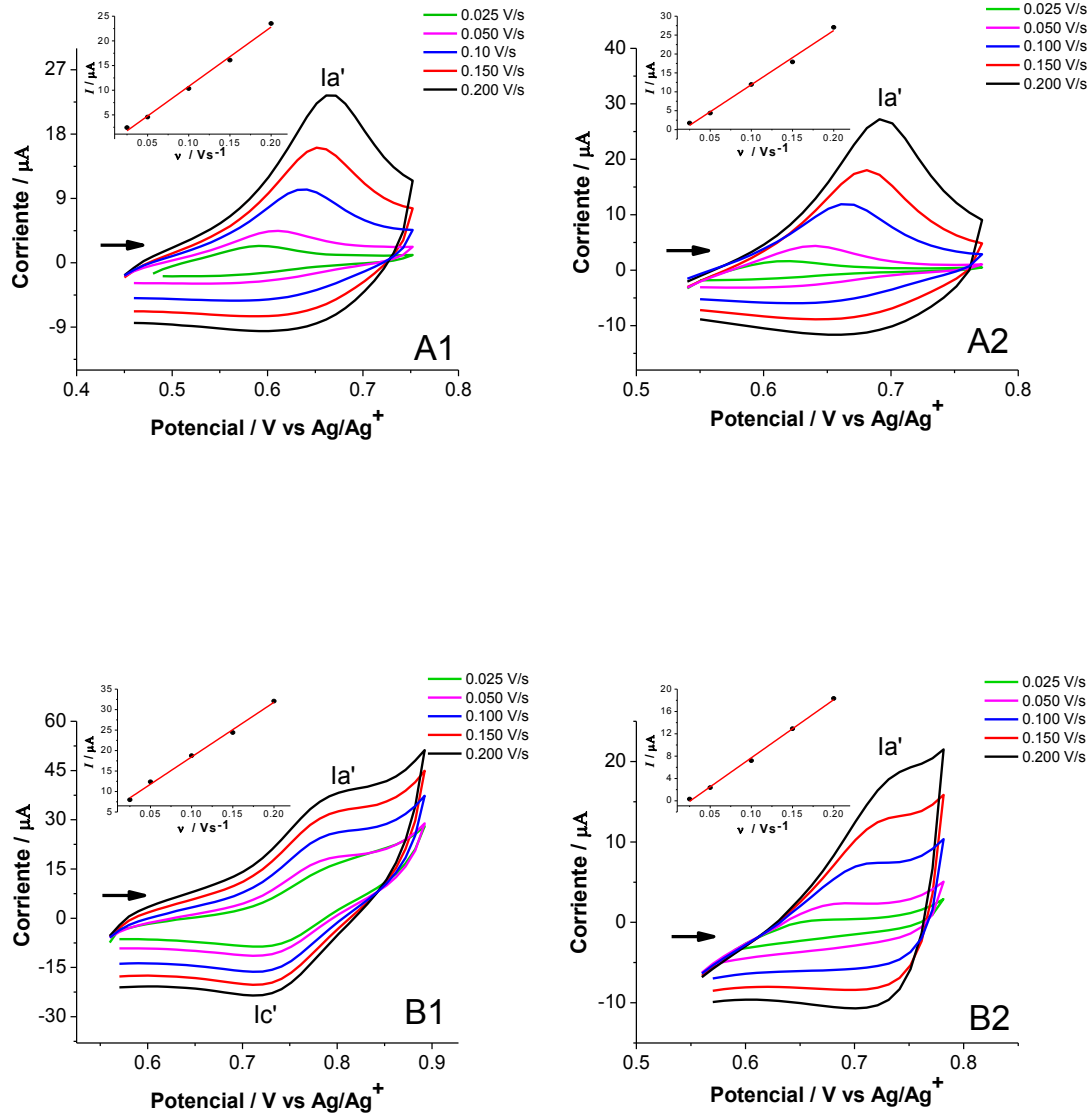 25
20
15
10
5
I / µA
0.05 0.10 0.15 0.20
ν / Vs⁻¹
0.025 V/s
0.050 V/s
0.10 V/s
0.150 V/s
0.200 V/s
Ia'
27
18
9
0
-9
Corriente / µA
A1
0.4 0.5 0.6 0.7 0.8
Potencial / V vs Ag/Ag⁺
30
25
20
15
10
5
0
I / µA
0.05 0.10 0.15 0.20
ν / Vs⁻¹
0.025 V/s
0.050 V/s
0.100 V/s
0.150 V/s
0.200 V/s
Ia'
40
30
20
10
0
-10
Corriente / µA
A2
0.5 0.6 0.7 0.8
Potencial / V vs Ag/Ag⁺
35
30
25
20
15
10
5
I / µA
0.05 0.10 0.15 0.20
ν / Vs⁻¹
0.025 V/s
0.050 V/s
0.100 V/s
0.150 V/s
0.200 V/s
Ia'
60
45
30
15
0
-15
-30
Corriente / µA
Ic'
B1
0.6 0.7 0.8 0.9
Potencial / V vs Ag/Ag⁺
20
16
12
8
4
0
I / µA
0.05 0.10 0.15 0.20
ν / Vs⁻¹
0.025 V/s
0.050 V/s
0.100 V/s
0.150 V/s
0.200 V/s
Ia'
20
10
0
-10
Corriente / µA
B2
0.5 0.6 0.7 0.8
Potencial / V vs Ag/Ag⁺